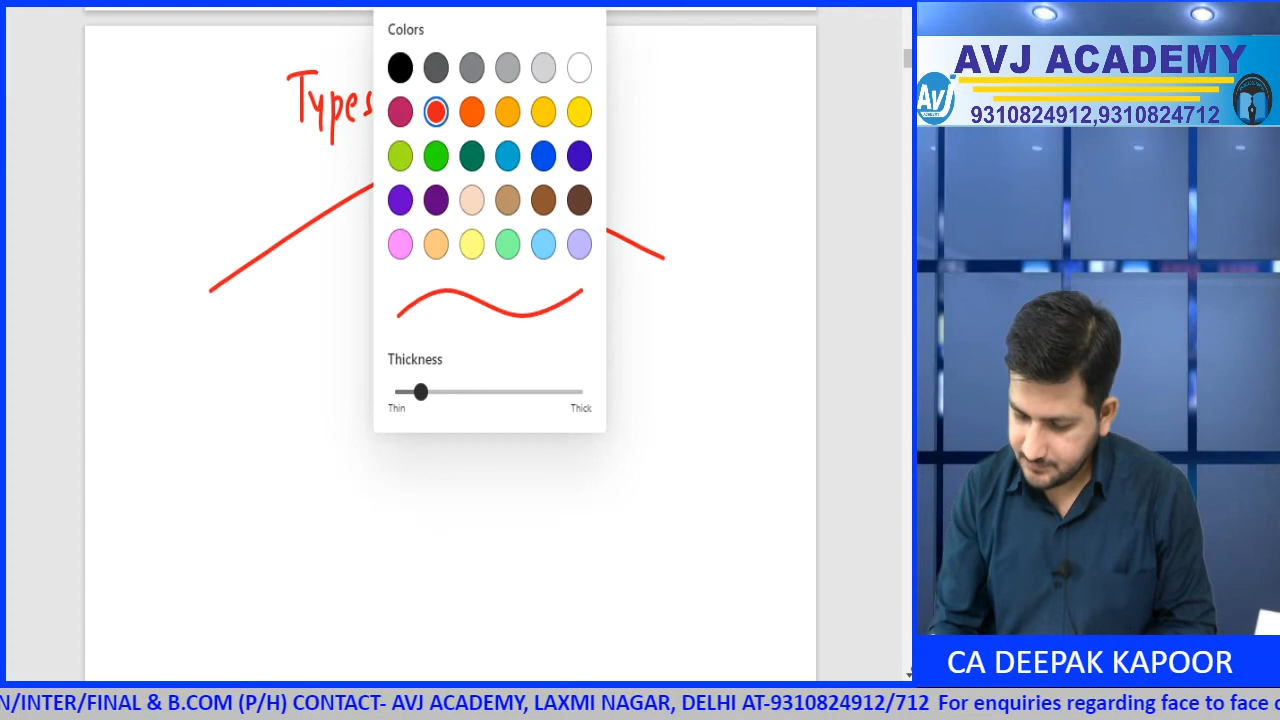 Colors
Types
Thickness
Thin
Thick
AVJ ACADEMY
AVJ
9310824912,9310824712
CA DEEPAK KAPOOR
N/INTER/FINAL & B.COM (P/H) CONTACT- AVJ ACADEMY, LAXMI NAGAR, DELHI AT-9310824912/712 For enquiries regarding face to face